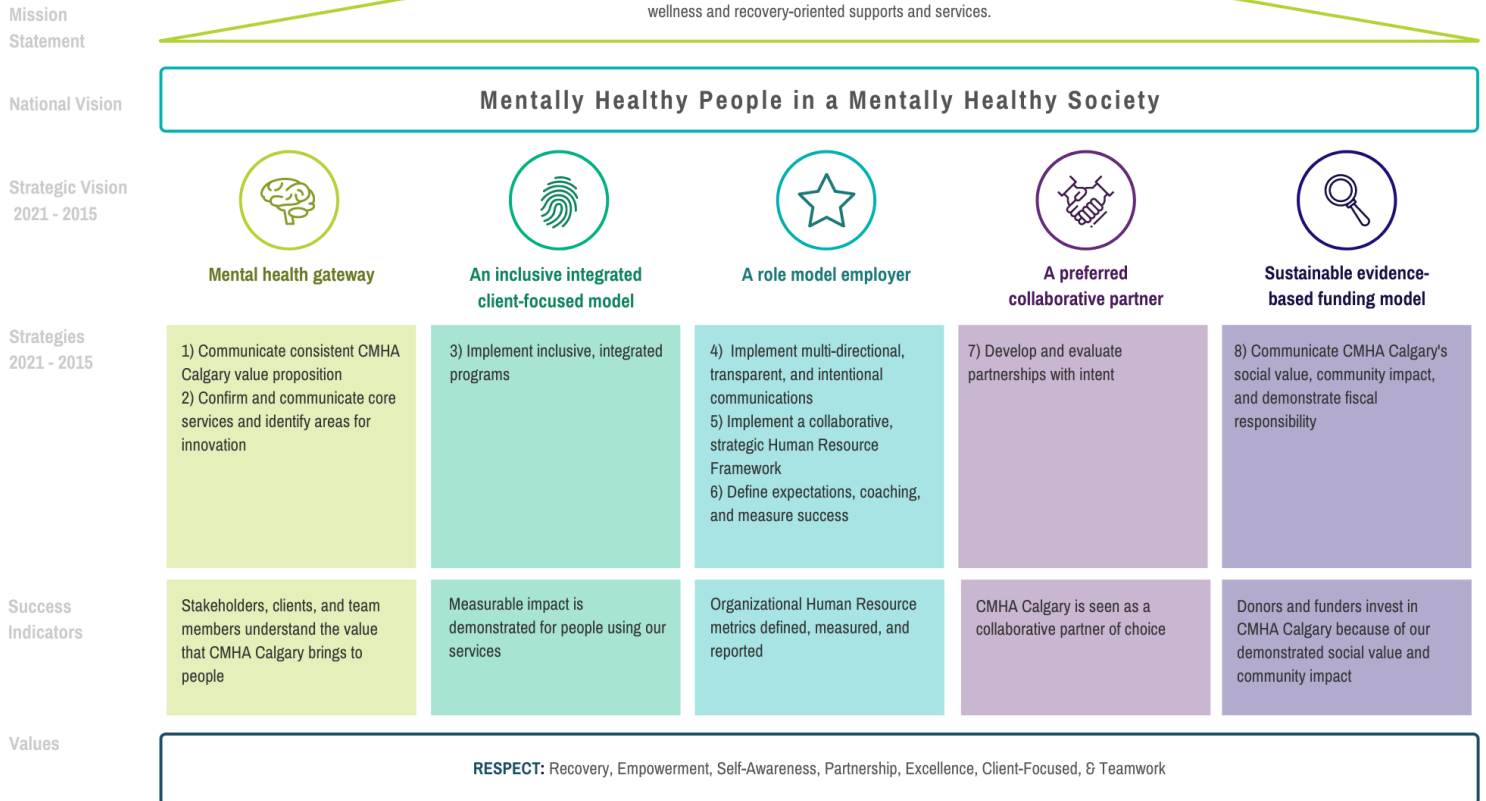 Mission
Statement
wellness and recovery-oriented supports and services.
National Vision
Mentally Healthy People in a Mentally Healthy Society
Strategic Vision
2021 - 2015
Mental health gateway
An inclusive integrated
client-focused model
A role model employer
A preferred
collaborative partner
Sustainable evidence-
based funding model
Strategies
2021 - 2015
1) Communicate consistent CMHA
Calgary value proposition
2) Confirm and communicate core
services and identify areas for
innovation
3) Implement inclusive, integrated
programs
4) Implement multi-directional,
transparent, and intentional
communications
5) Implement a collaborative,
strategic Human Resource
Framework
6) Define expectations, coaching,
and measure success
7) Develop and evaluate
partnerships with intent
8) Communicate CMHA Calgary's
social value, community impact,
and demonstrate fiscal
responsibility
Success
Indicators
Stakeholders, clients, and team
members understand the value
that CMHA Calgary brings to
people
Measurable impact is
demonstrated for people using our
services
Organizational Human Resource
metrics defined, measured, and
reported
CMHA Calgary is seen as a
collaborative partner of choice
Donors and funders invest in
CMHA Calgary because of our
demonstrated social value and
community impact
Values
RESPECT: Recovery, Empowerment, Self-Awareness, Partnership, Excellence, Client-Focused, & Teamwork